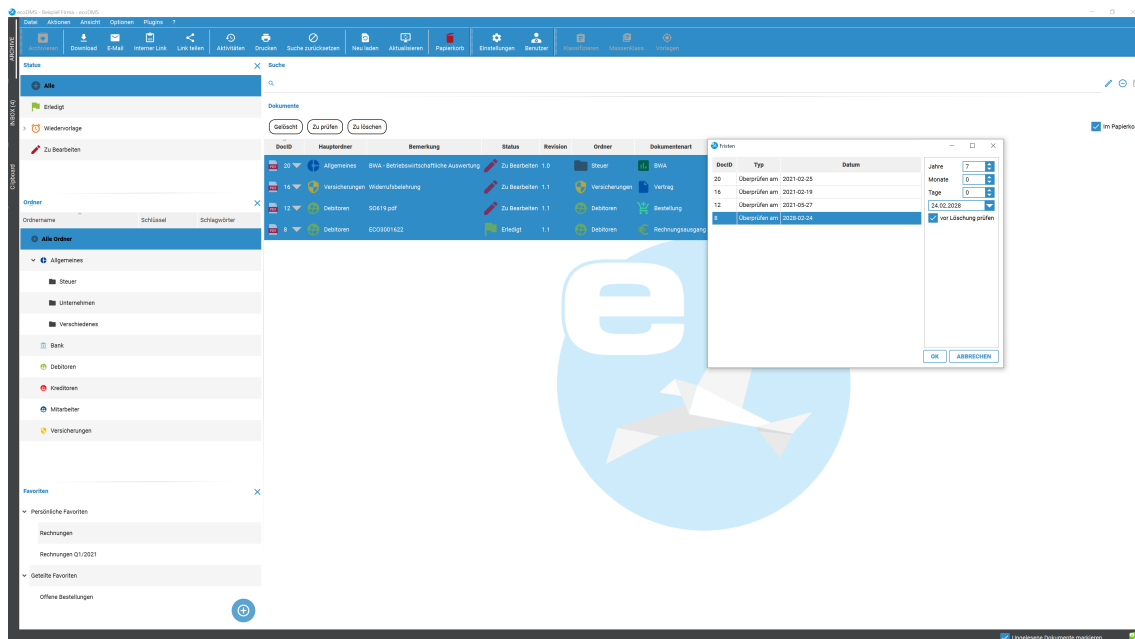 ecoDMS - Beispiel Firma - ecoDMS
Datei Aktionen Ansicht Optionen Plugins ?
Archivieren Download E-Mail Interner Link Link teilen Aktivitäten Drucken Suche zurücksetzen Neu laden Aktualisieren Papierkorb Einstellungen Benutzer Klassifizieren Massenklass. Vorlegen
ARCHIVE
INBOX (4)
Clipboard
Status
Alle
Erledigt
Wiedervorlage
Zu Bearbeiten
Ordner
Ordnername Schlüssel Schlagwörter
Alle Ordner
Allgemeines
Steuer
Unternehmen
Verschiedenes
Bank
Debitoren
Kreditoren
Mitarbeiter
Versicherungen
Favoriten
Persönliche Favoriten
Rechnungen
Rechnungen Q1/2021
Geteilte Favoriten
Offene Bestellungen
Suche
Dokumente
Gelöscht Zu prüfen Zu löschen
Im Papierko
DocID Hauptordner Bemerkung Status Revision Ordner Dokumentenart
20 Allgemeines BWA - Betriebswirtschaftliche Auswertung Zu Bearbeiten 1.0 Steuer BWA
16 Versicherungen Widerrufsbelehrung Zu Bearbeiten 1.1 Versicherungen Vertrag
12 Debitoren SO619.pdf Zu Bearbeiten 1.1 Debitoren Bestellung
8 Debitoren ECO3001622 Erledigt 1.1 Debitoren Rechnungsausgang
Fristen
DocID Typ Datum
20 Überprüfen am 2021-02-25
16 Überprüfen am 2021-02-19
12 Überprüfen am 2021-05-27
8 Überprüfen am 2028-02-24
Jahre 7
Monate 0
Tage 0
24.02.2028
vor Löschung prüfen
OK ABBRECHEN
e
Ungelesene Dokumente markieren